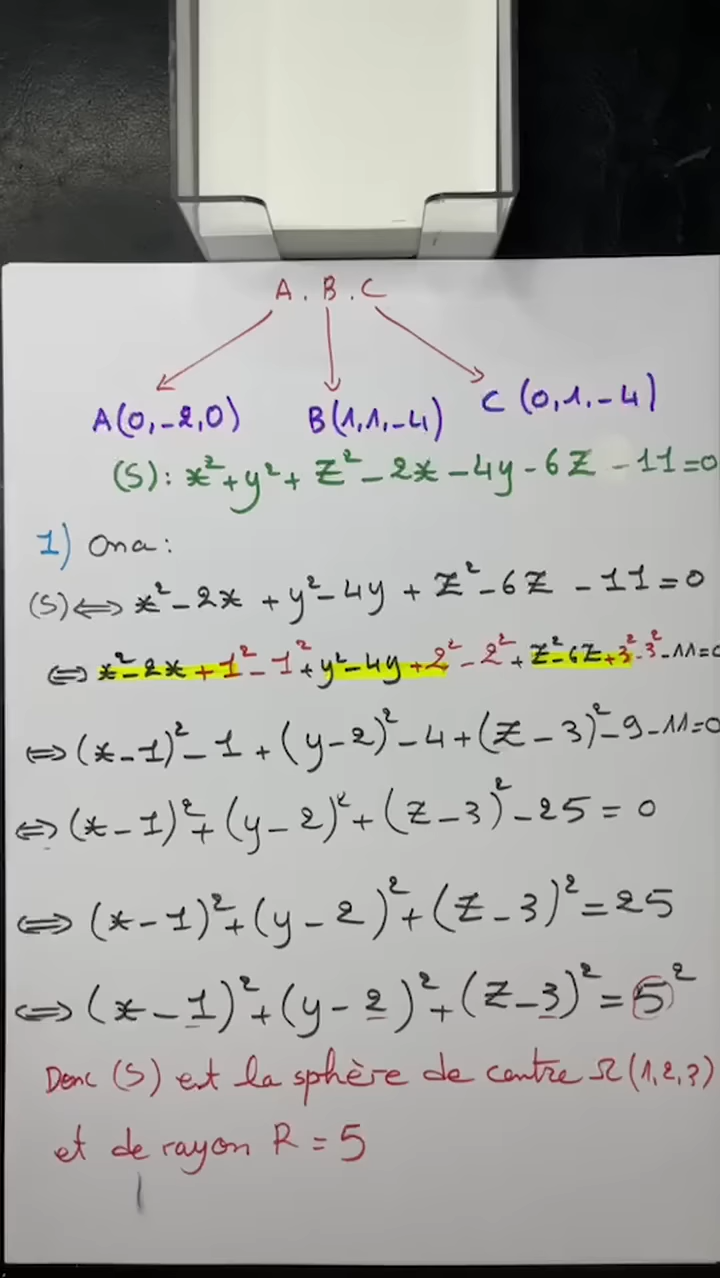 A . B . C
A(0,-2,0) B(1,1,-4) C(0,1,-4)
(S): x²+y²+z²-2x-4y-6z-11=0
1) Ona:
(S)⇔ x²-2x+y²-4y+z²-6z-11=0
⇔ x²-2x+1²-1²+y²-4y+2²-2²+z²-6z+3²-3²-11=0
⇔ (x-1)²-1+(y-2)²-4+(z-3)²-9-11=0
⇔ (x-1)²+(y-2)²+(z-3)²-25=0
⇔ (x-1)²+(y-2)²+(z-3)²=25
⇔ (x-1)²+(y-2)²+(z-3)²=5²
Donc (S) est la sphère de centre Ω(1,2,3)
et de rayon R=5